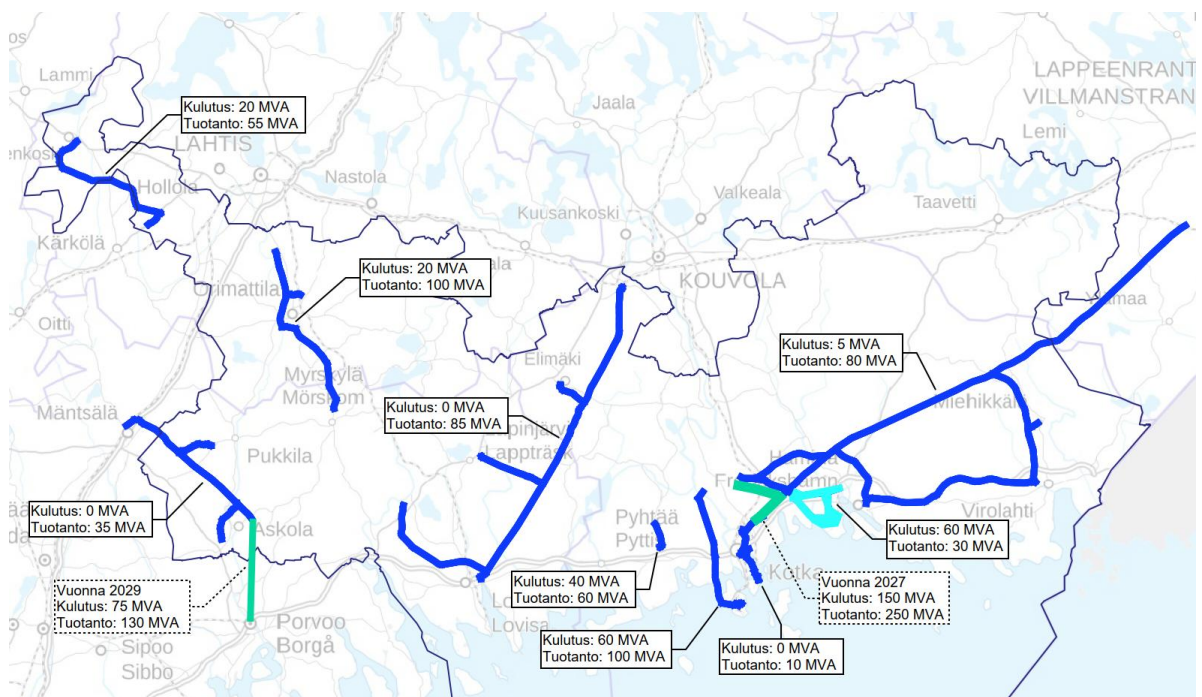 LAPPEENRANT
VILLMANSTRAN
Lammi
Kulutus: 20 MVA
Tuotanto: 55 MVA
Jaala
Lemi
LAHTIS
Hollola
Nastola
Valkeala
Taavetti
Kuusankoski
Kärkölä
Kulutus: 20 MVA
Tuotanto: 100 MVA
KOUVOLA
Oitti
Kulutus: 5 MVA
Tuotanto: 80 MVA
Elimäki
Myrskylä
Mörskom
Mäntsälä
Kulutus: 0 MVA
Tuotanto: 85 MVA
Miehikkälä
Lappträsk
Pukkila
Kulutus: 0 MVA
Tuotanto: 35 MVA
Askola
Pyhtää
Pyttis
Virolahti
Kulutus: 60 MVA
Tuotanto: 30 MVA
Kotka
Kulutus: 40 MVA
Tuotanto: 60 MVA
Vuonna 2029
Kulutus: 75 MVA
Tuotanto: 130 MVA
Vuonna 2027
Kulutus: 150 MVA
Tuotanto: 250 MVA
Lovisa
Porvoo
Borgå
Sipoo
Sibbo
Kulutus: 60 MVA
Tuotanto: 100 MVA
Kulutus: 0 MVA
Tuotanto: 10 MVA